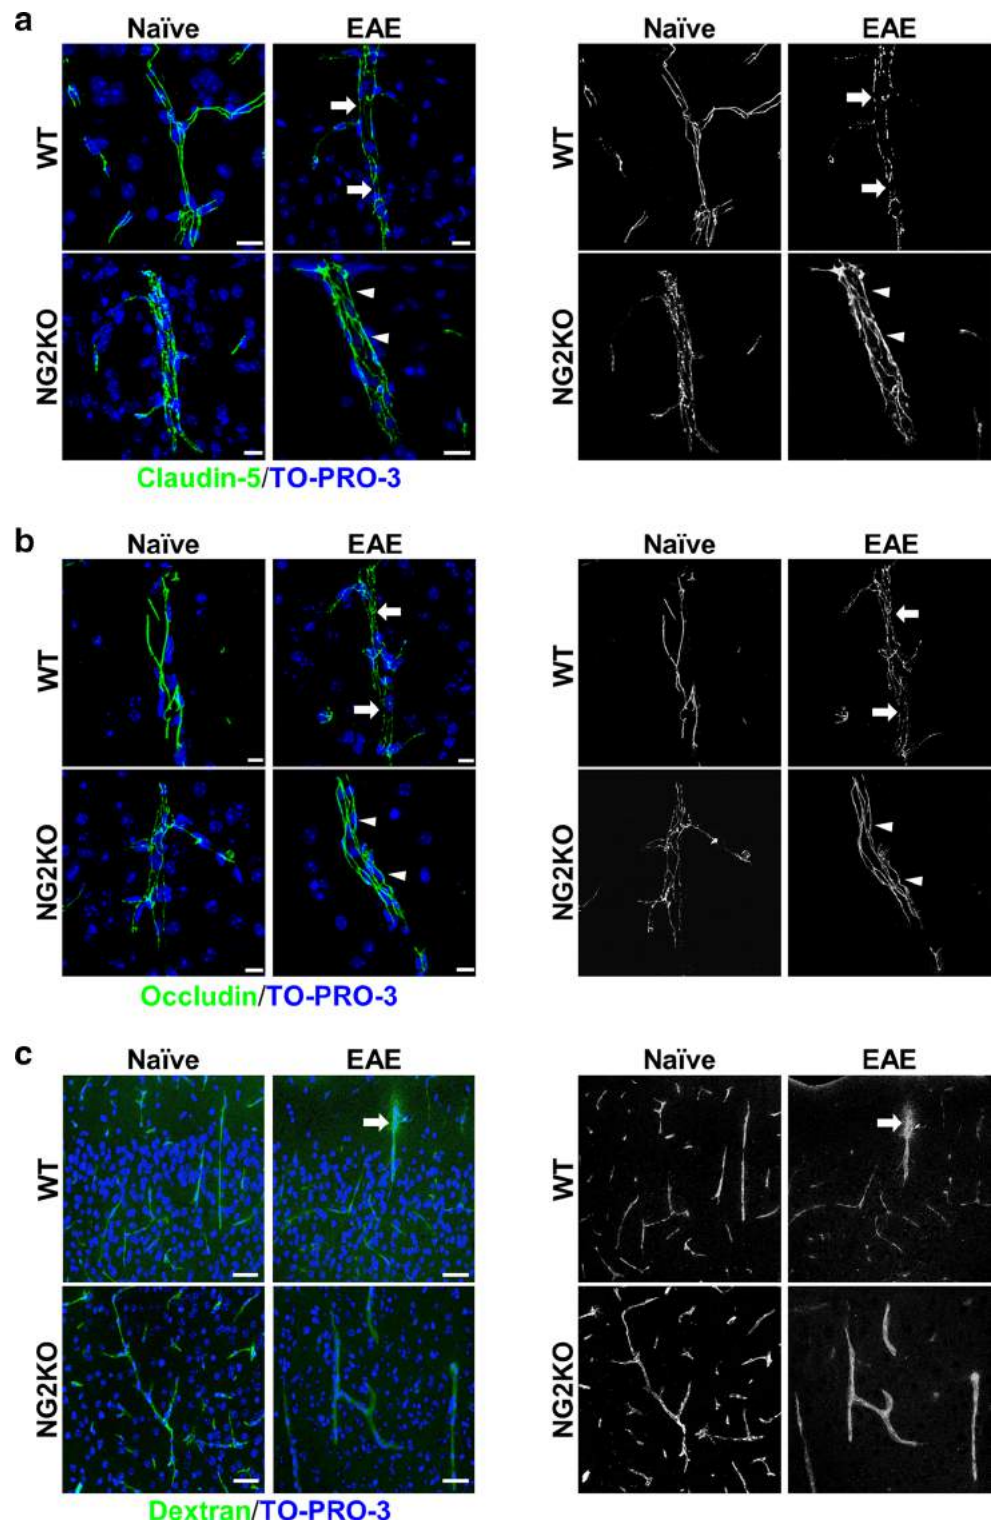 a
Naïve EAE Naïve EAE
WT WT
NG2KO NG2KO
Claudin-5/TO-PRO-3
b
Naïve EAE Naïve EAE
WT WT
NG2KO NG2KO
Occludin/TO-PRO-3
c
Naïve EAE Naïve EAE
WT WT
NG2KO NG2KO
Dextran/TO-PRO-3